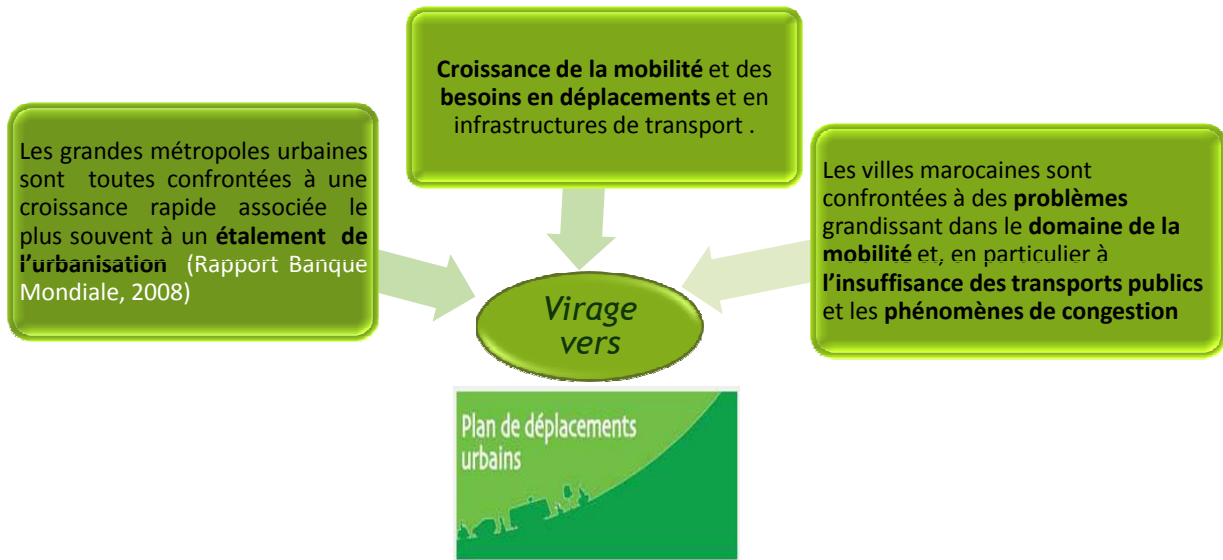 Les grandes métropoles urbaines
sont toutes confrontées à une
croissance rapide associée le
plus souvent à un étalement de
l'urbanisation (Rapport Banque
Mondiale, 2008)
Croissance de la mobilité et des
besoins en déplacements et en
infrastructures de transport .
Les villes marocaines sont
confrontées à des problèmes
grandissant dans le domaine de la
mobilité et, en particulier à
l'insuffisance des transports publics
et les phénomènes de congestion
Virage
vers
Plan de déplacements
urbains